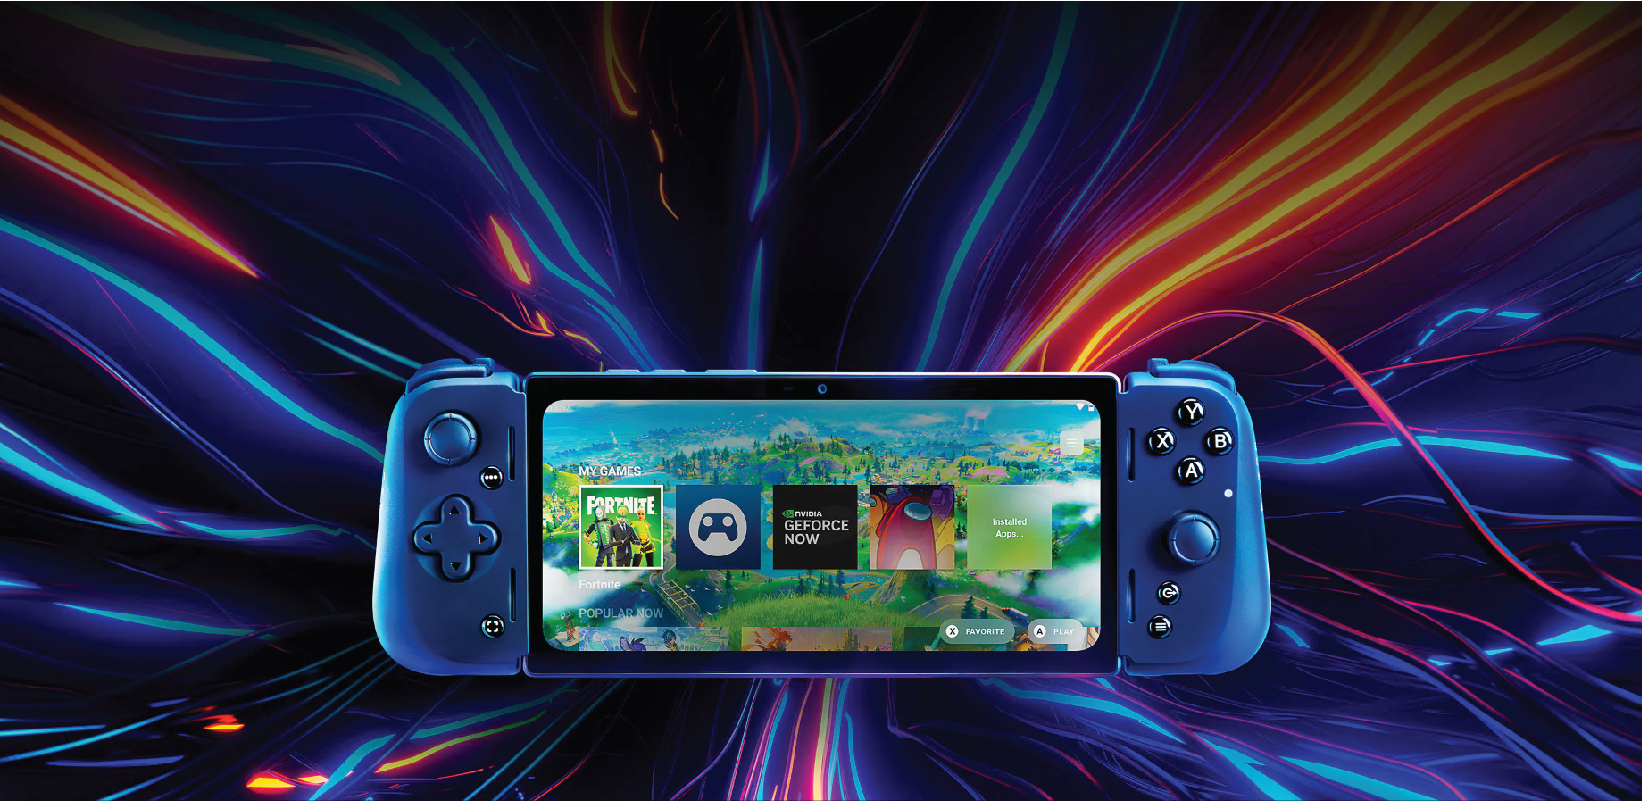 MY GAMES
FORTNITE
NVIDIA
GEFORCE
NOW
Installed
Apps...
Fortnite
POPULAR NOW
X FAVORITE
A PLAY
Y
X B
A